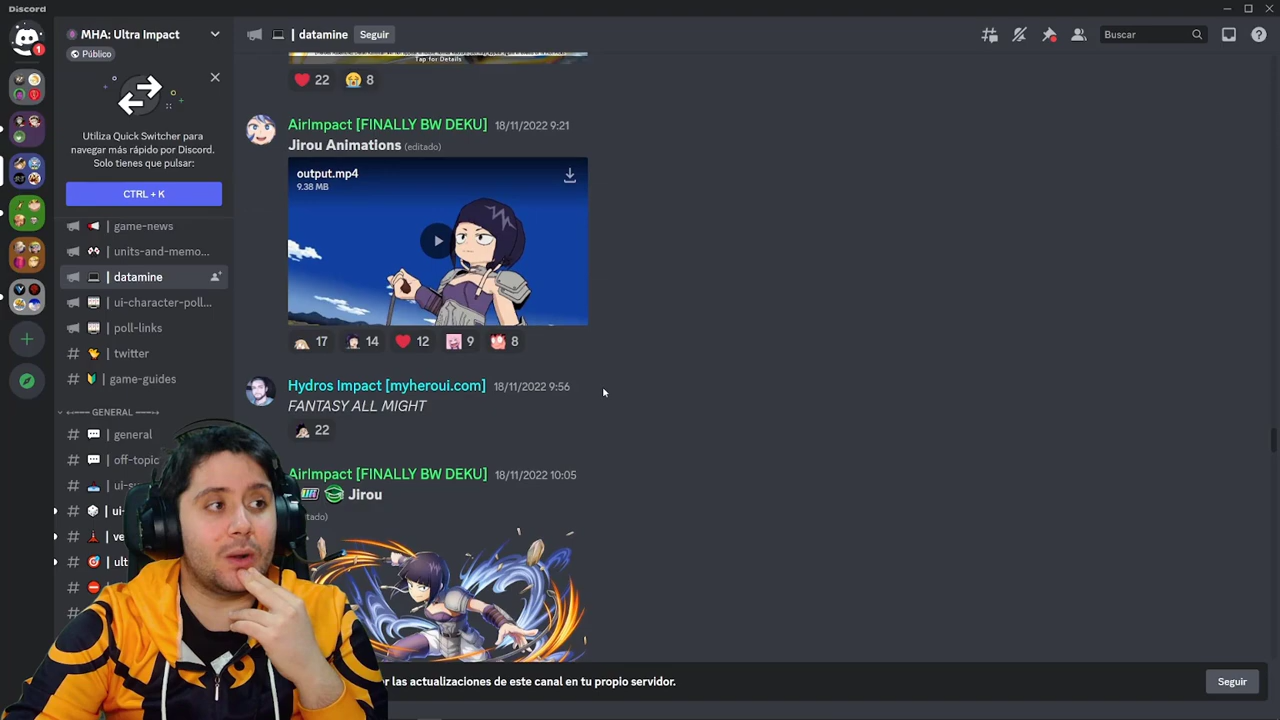 Discord
MHA: Ultra Impact
Público
Utiliza Quick Switcher para
navegar más rápido por Discord.
Solo tienes que pulsar:
CTRL + K
game-news
units-and-memo...
datamine
ui-character-poll...
poll-links
twitter
game-guides
GENERAL
general
off-topic
| datamine
Seguir
Buscar
Tap for Details
22
8
AirImpact [FINALLY BW DEKU] 18/11/2022 9:21
Jirou Animations (editado)
output.mp4
9.38 MB
17
14
12
9
8
Hydros Impact [myheroui.com] 18/11/2022 9:56
FANTASY ALL MIGHT
22
AirImpact [FINALLY BW DEKU] 18/11/2022 10:05
Jirou
las actualizaciones de este canal en tu propio servidor.
Seguir
1